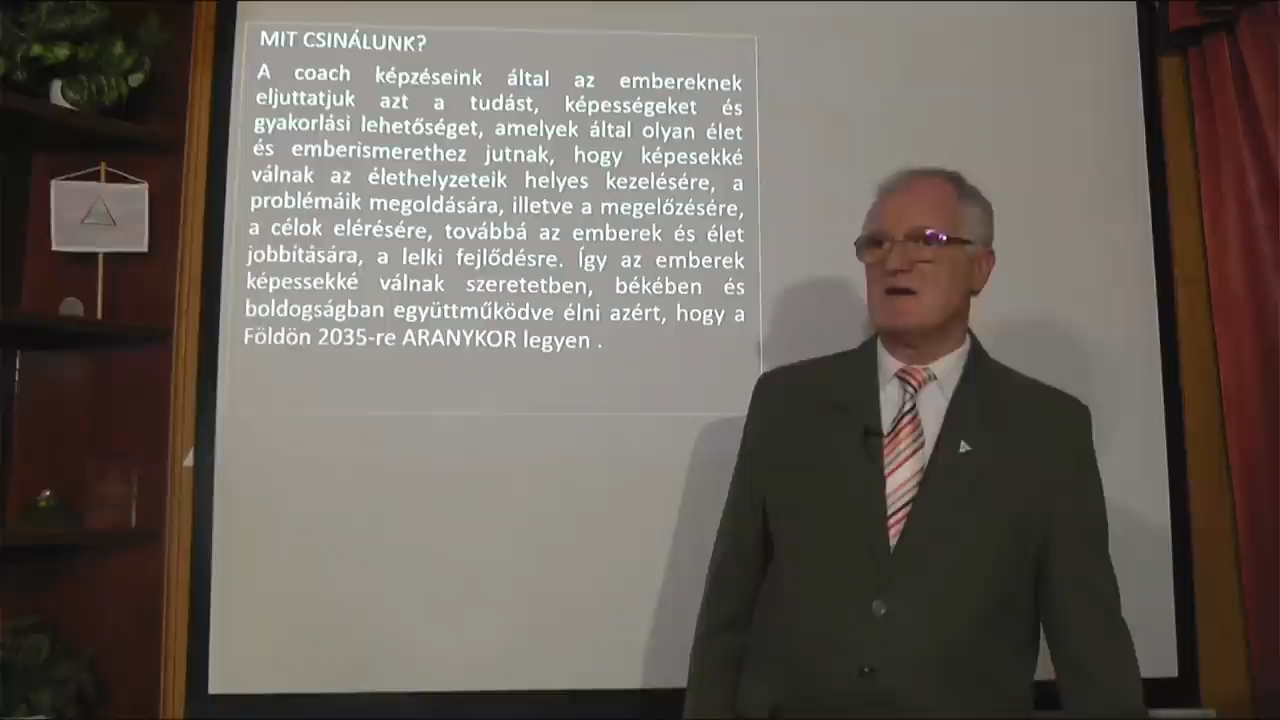 MIT CSINÁLUNK?
A coach képzéseink által az embereknek
eljuttatjuk azt a tudást, képességeket és
gyakorlási lehetőséget, amelyek által olyan élet
és emberismerethez jutnak, hogy képesekké
válnak az élethelyzeteik helyes kezelésére, a
problémáik megoldására, illetve a megelőzésére,
a célok elérésére, továbbá az emberek és élet
jobbítására, a lelki fejlődésre. Így az emberek
képessekké válnak szeretetben, békében és
boldogságban együttműködve élni azért, hogy a
Földön 2035-re ARANYKOR legyen .